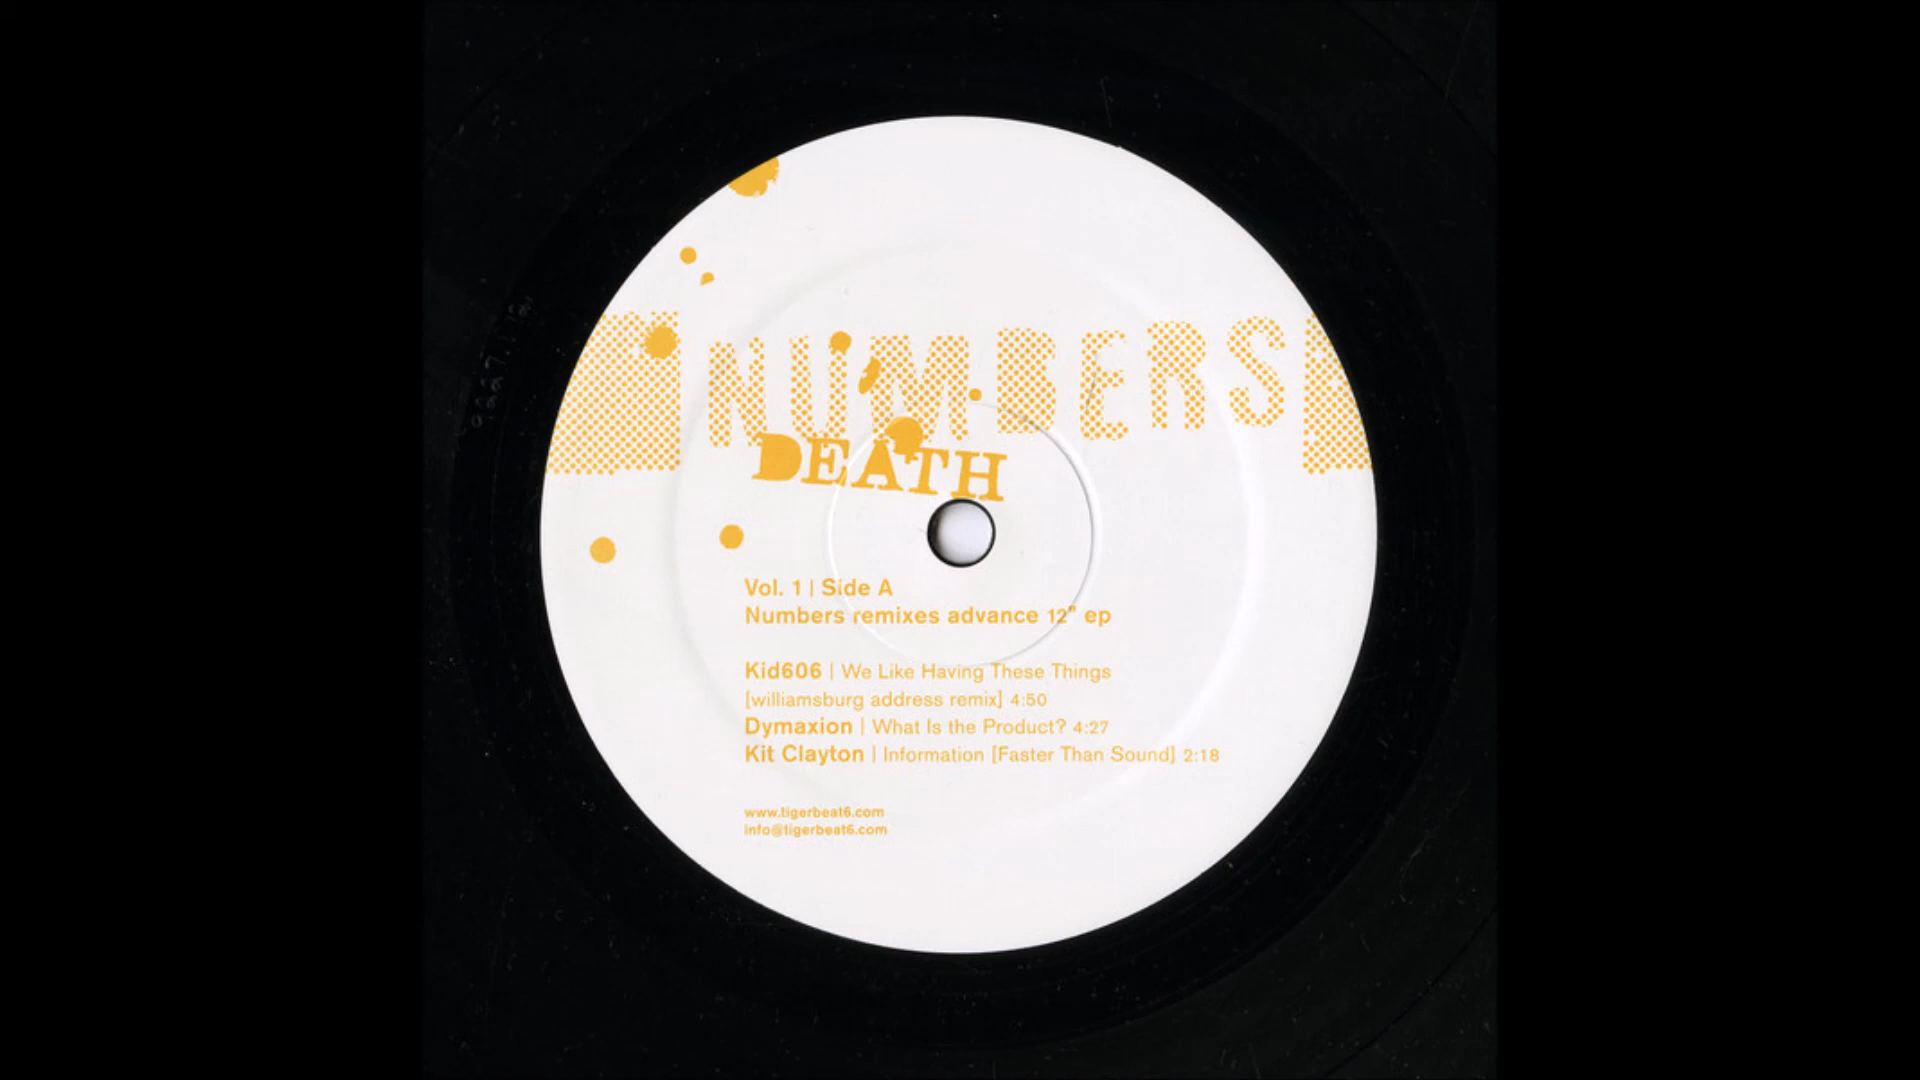 NUMBERS
DEATH
Vol. 1 | Side A
Numbers remixes advance 12" ep
Kid606 | We Like Having These Things
[williamsburg address remix] 4:50
Dymaxion | What Is the Product? 4:27
Kit Clayton | Information [Faster Than Sound] 2:18
www.tigerbeat6.com
info@tigerbeat6.com